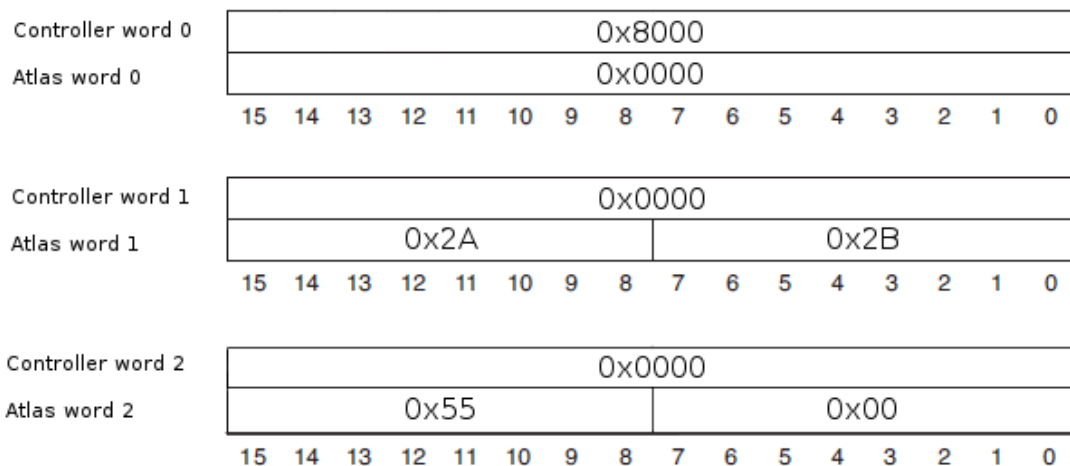 Controller word 0 0x8000
Atlas word 0 0x0000
15 14 13 12 11 10 9 8 7 6 5 4 3 2 1 0
Controller word 1 0x0000
Atlas word 1 0x2A 0x2B
15 14 13 12 11 10 9 8 7 6 5 4 3 2 1 0
Controller word 2 0x0000
Atlas word 2 0x55 0x00
15 14 13 12 11 10 9 8 7 6 5 4 3 2 1 0